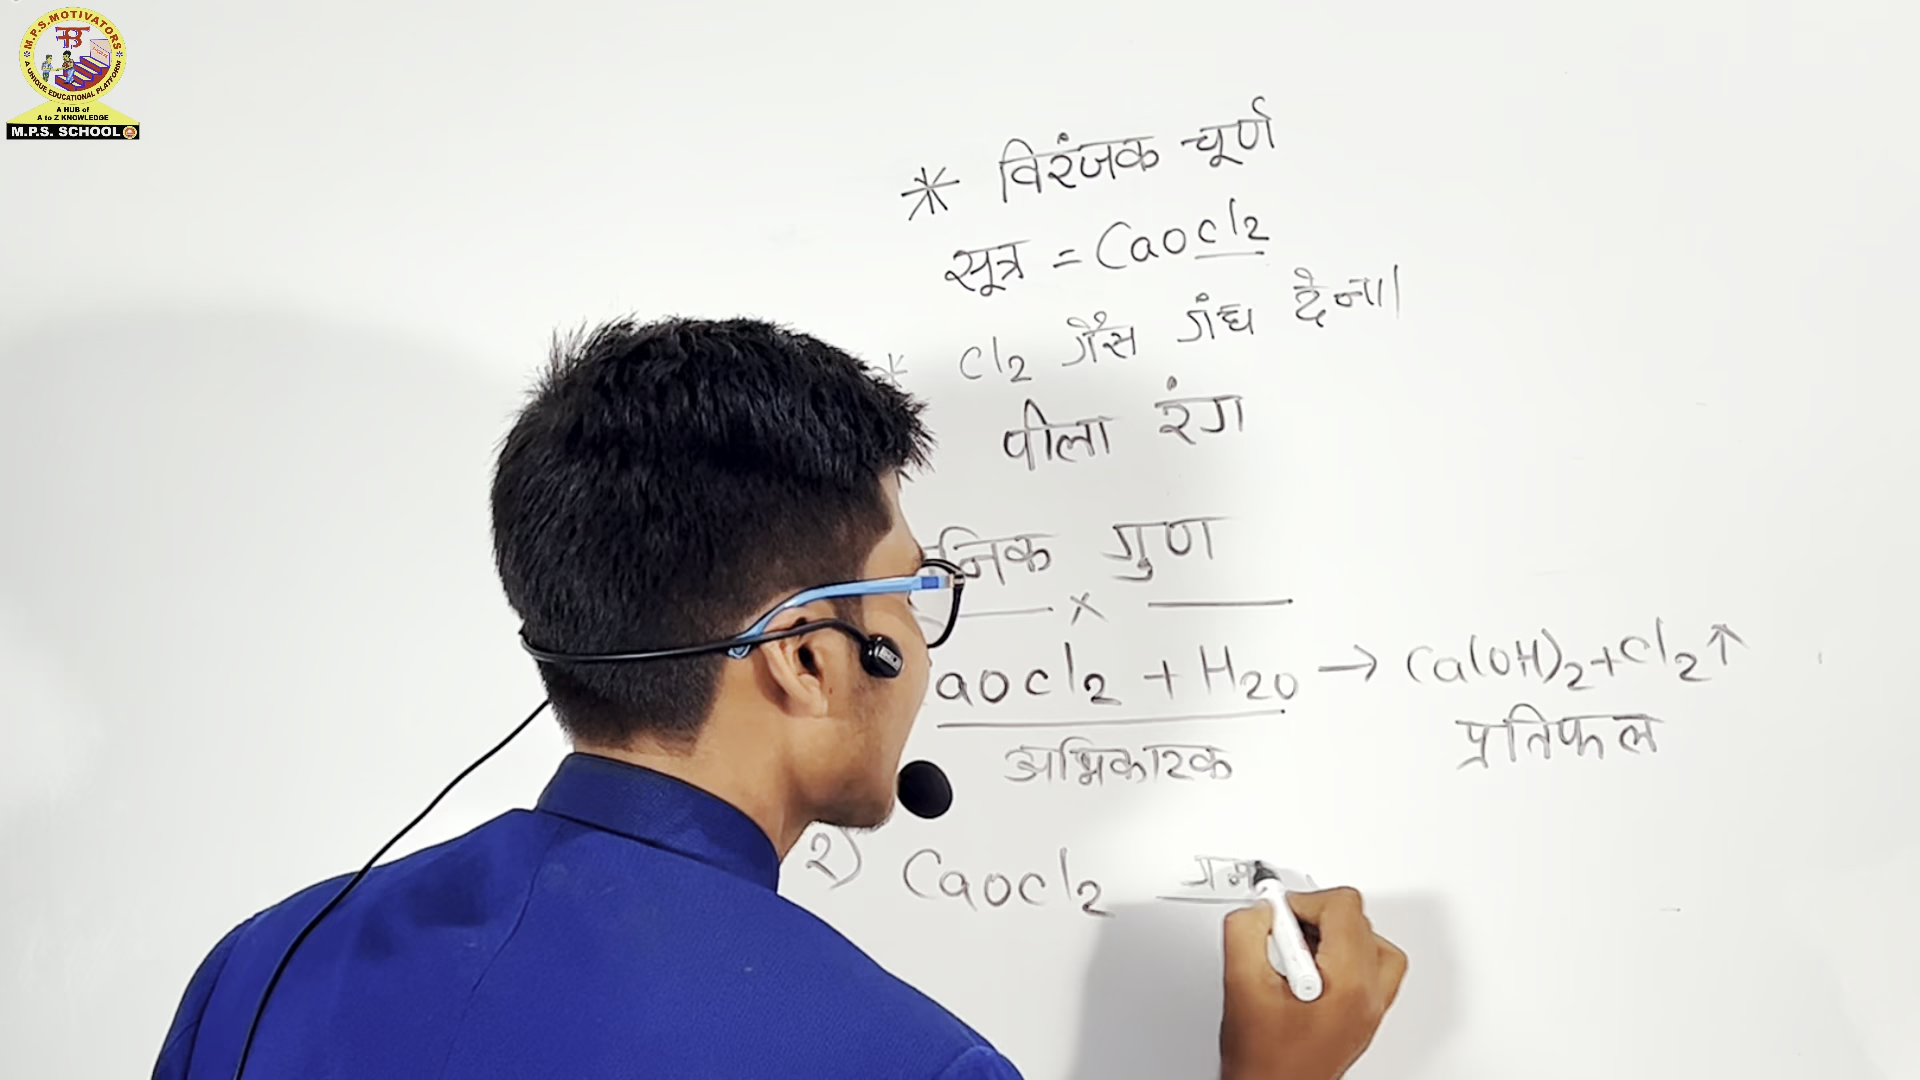 M.P.S. MOTIVATORS
A UNIQUE EDUCATIONAL PLATFORM
A HUB of
A to Z KNOWLEDGE
M.P.S. SCHOOL
* विरंजक चूर्ण
सूत्र = CaOCl2
* Cl2 गैस गंध देना।
पीला रंग
निक गुण
x
aOCl2 + H2O → Ca(OH)2 + Cl2 ↑
अभिकारक प्रतिफल
२) CaOCl2